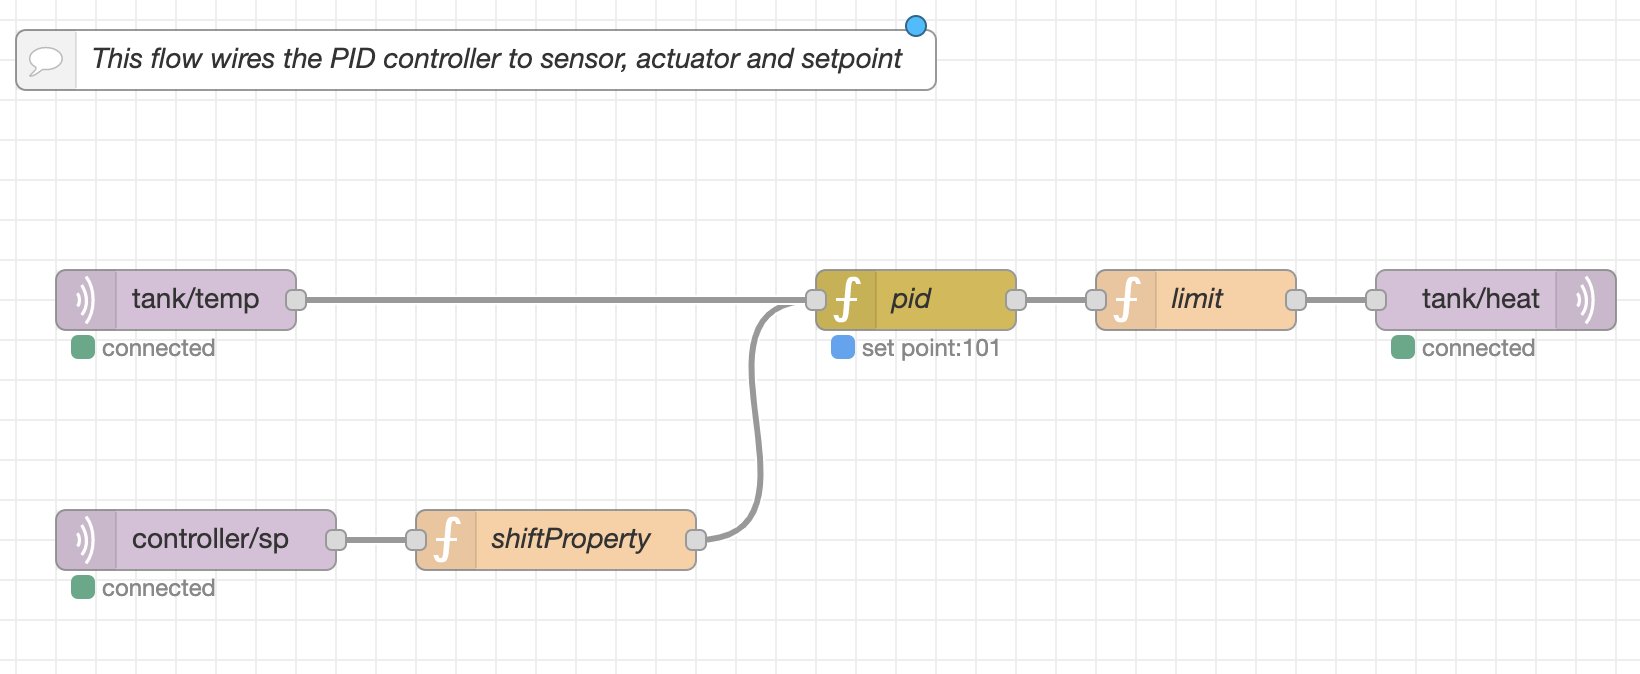 This flow wires the PID controller to sensor, actuator and setpoint
tank/temp
connected
pid
set point:101
limit
tank/heat
connected
controller/sp
connected
shiftProperty